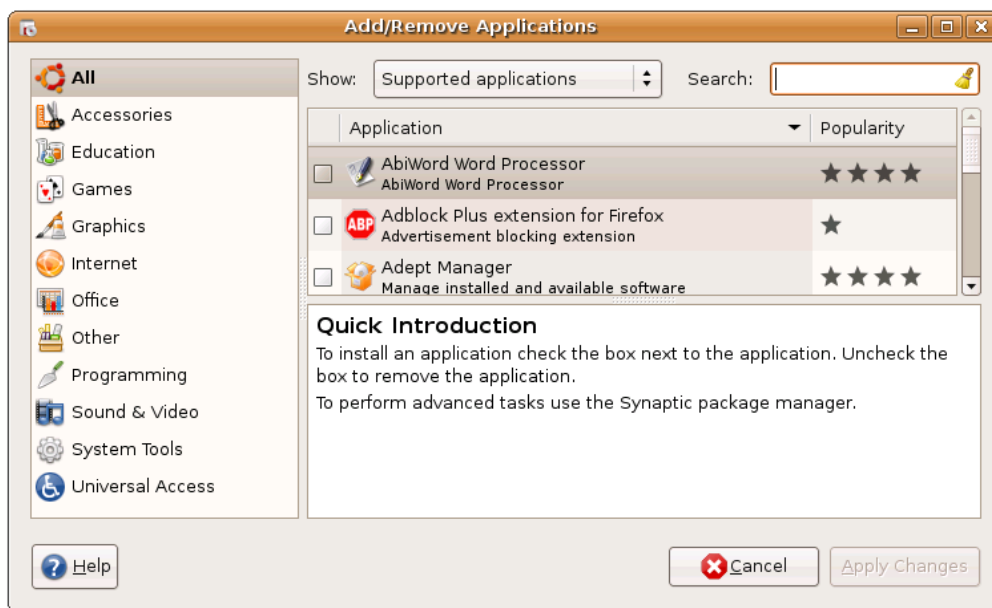 Add/Remove Applications
All
Accessories
Education
Games
Graphics
Internet
Office
Other
Programming
Sound & Video
System Tools
Universal Access
Show: Supported applications Search:
Application Popularity
AbiWord Word Processor
AbiWord Word Processor
ABP
Adblock Plus extension for Firefox
Advertisement blocking extension
Adept Manager
Manage installed and available software
Quick Introduction
To install an application check the box next to the application. Uncheck the
box to remove the application.
To perform advanced tasks use the Synaptic package manager.
Help Cancel Apply Changes